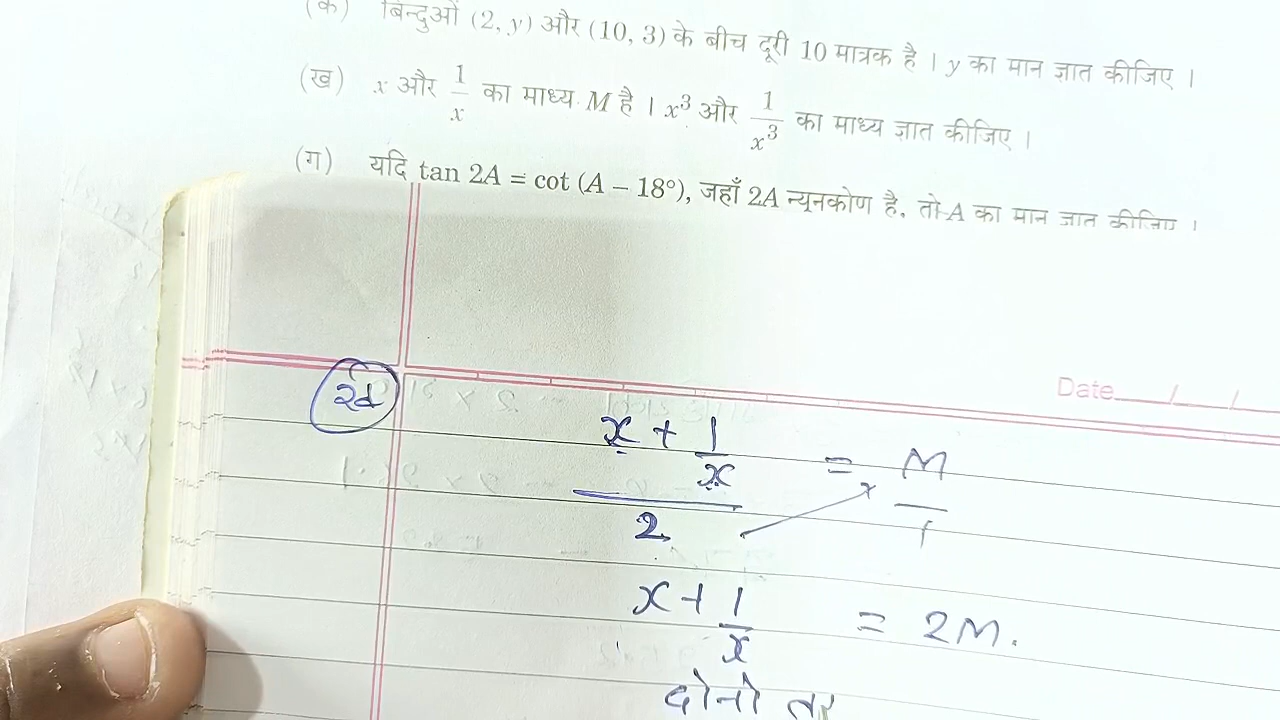 (क) बिन्दुओं (2, y) और (10, 3) के बीच दूरी 10 मात्रक है । y का मान ज्ञात कीजिए ।
(ख) x और 1/x का माध्य M है । x³ और 1/x³ का माध्य ज्ञात कीजिए ।
(ग) यदि tan 2A = cot (A – 18°), जहाँ 2A न्यूनकोण है, तो A का मान ज्ञात कीजिए ।
Date / /
x + 1/x
2
= M/1
x + 1/x = 2M.
दोनो